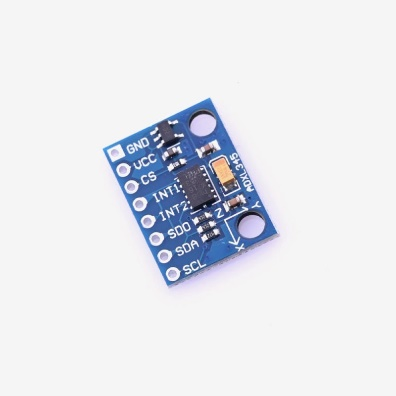 GND
VCC
CS
INT1
INT2
SDO
SDA
SCL
ADXL345
X
Y
Z